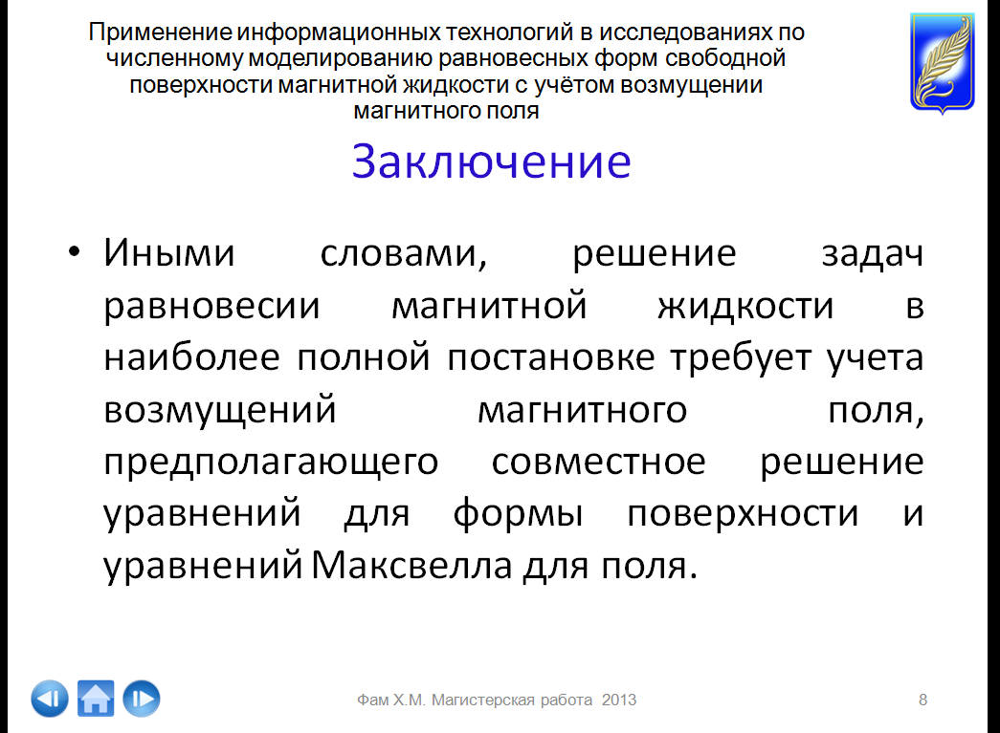 Применение информационных технологий в исследованиях по
численному моделированию равновесных форм свободной
поверхности магнитной жидкости с учётом возмущении
магнитного поля
Заключение
• Иными словами, решение задач
равновесии магнитной жидкости в
наиболее полной постановке требует учета
возмущений магнитного поля,
предполагающего совместное решение
уравнений для формы поверхности и
уравнений Максвелла для поля.
Фам Х.М. Магистерская работа 2013
8